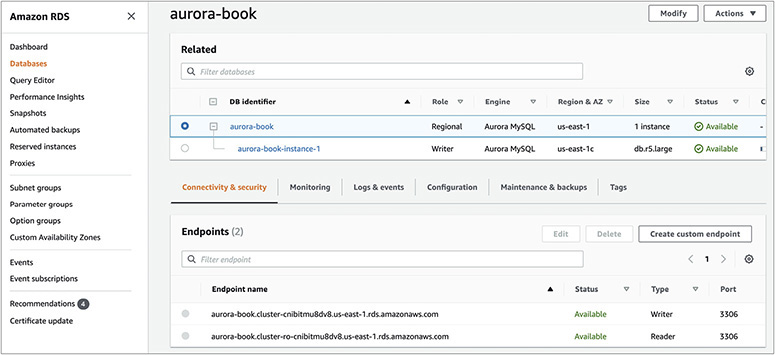 Amazon RDS
Dashboard
Databases
Query Editor
Performance Insights
Snapshots
Automated backups
Reserved instances
Proxies
Subnet groups
Parameter groups
Option groups
Custom Availability Zones
Events
Event subscriptions
Recommendations 4
Certificate update
aurora-book
Modify Actions
Related
Filter databases
DB identifier Role Engine Region & AZ Size Status C
aurora-book Regional Aurora MySQL us-east-1 1 instance Available -
aurora-book-instance-1 Writer Aurora MySQL us-east-1c db.r5.large Available
Connectivity & security Monitoring Logs & events Configuration Maintenance & backups Tags
Endpoints (2) Edit Delete Create custom endpoint
Filter endpoint 1
Endpoint name Status Type Port
aurora-book.cluster-cnibitmu8dv8.us-east-1.rds.amazonaws.com Available Writer 3306
aurora-book.cluster-ro-cnibitmu8dv8.us-east-1.rds.amazonaws.com Available Reader 3306